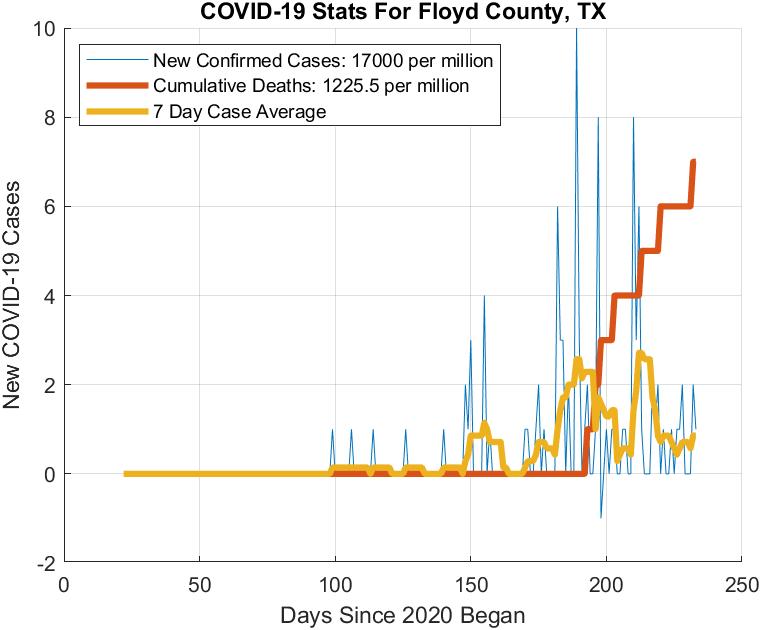 COVID-19 Stats For Floyd County, TX
New Confirmed Cases: 17000 per million
Cumulative Deaths: 1225.5 per million
7 Day Case Average
New COVID-19 Cases
10
8
6
4
2
0
-2
0 50 100 150 200 250
Days Since 2020 Began